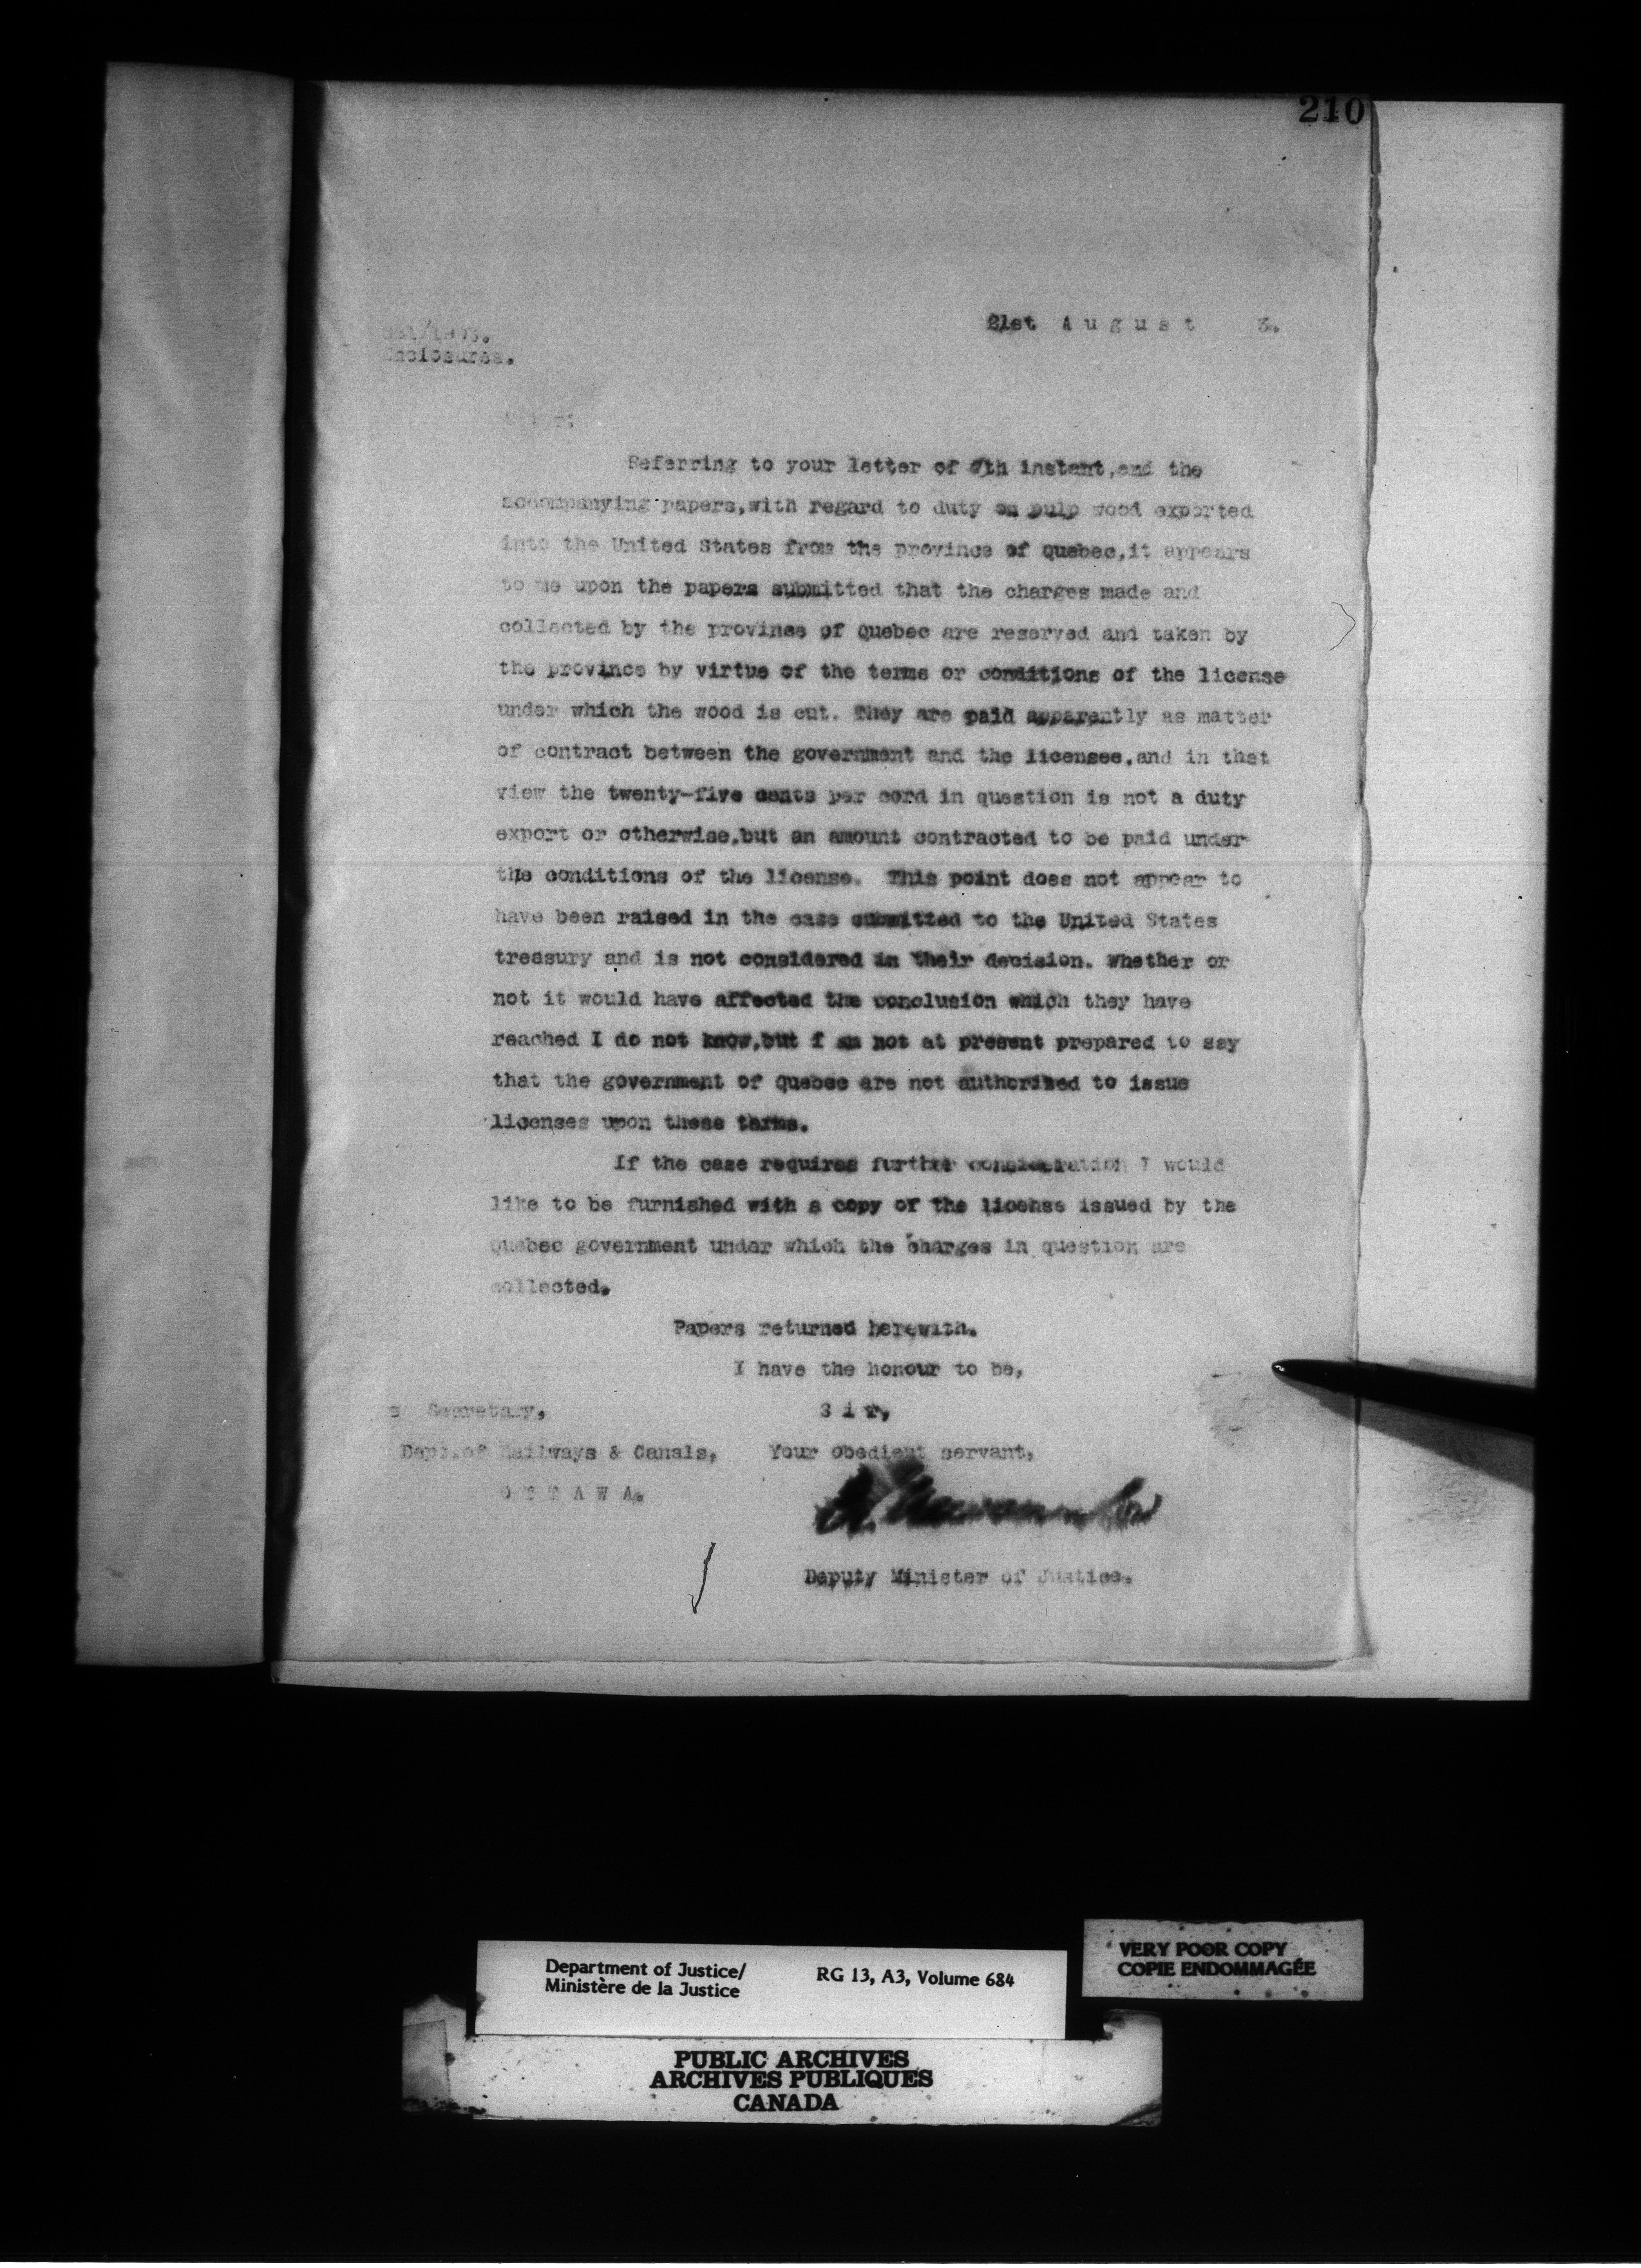 210
21st August 3.
nclosures.
Referring to your letter of 7th instant,and the
accompanying papers,with regard to duty on pulp wood exported
into the United States from the province of Quebec,it appears
to me upon the papers submitted that the charges made and
collected by the province of Quebec are reserved and taken by
the province by virtue of the terms or conditions of the license
under which the wood is cut. They are paid apparently as matter
of contract between the government and the licensee,and in that
view the twenty-five cents per cord in question is not a duty
export or otherwise,but an amount contracted to be paid under
the conditions of the license. This point does not appear to
have been raised in the case submitted to the United States
treasury and is not considered in their decision. Whether or
not it would have affected the conclusion which they have
reached I do not know,but I am not at present prepared to say
that the government of Quebec are not authorized to issue
licenses upon these terms.
If the case requires further consideration I would
like to be furnished with a copy of the license issued by the
Quebec government under which the charges in question are
collected.
Papers returned herewith.
I have the honour to be,
Sir,
e Secretary,
Dept.of Railways & Canals,
OTTAWA.
Your obedient servant,
Deputy Minister of Justice.
Department of Justice/
Ministère de la Justice
RG 13, A3, Volume 684
VERY POOR COPY
COPIE ENDOMMAGÉE
PUBLIC ARCHIVES
ARCHIVES PUBLIQUES
CANADA